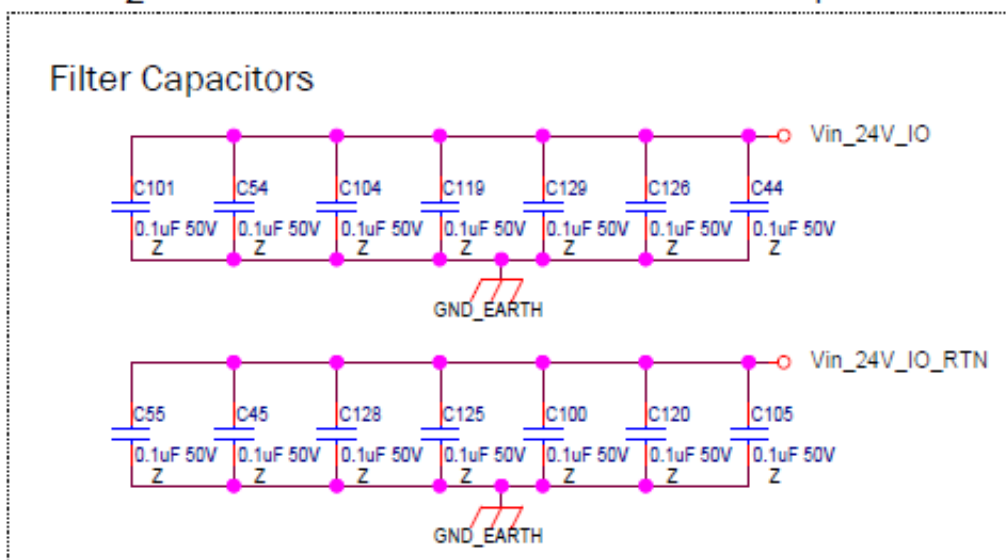 Filter Capacitors
Vin_24V_IO
C101 C54 C104 C119 C129 C126 C44
0.1uF 50V 0.1uF 50V 0.1uF 50V 0.1uF 50V 0.1uF 50V 0.1uF 50V 0.1uF 50V
Z Z Z Z Z Z Z
GND_EARTH
Vin_24V_IO_RTN
C55 C45 C128 C125 C100 C120 C105
0.1uF 50V 0.1uF 50V 0.1uF 50V 0.1uF 50V 0.1uF 50V 0.1uF 50V 0.1uF 50V
Z Z Z Z Z Z Z
GND_EARTH